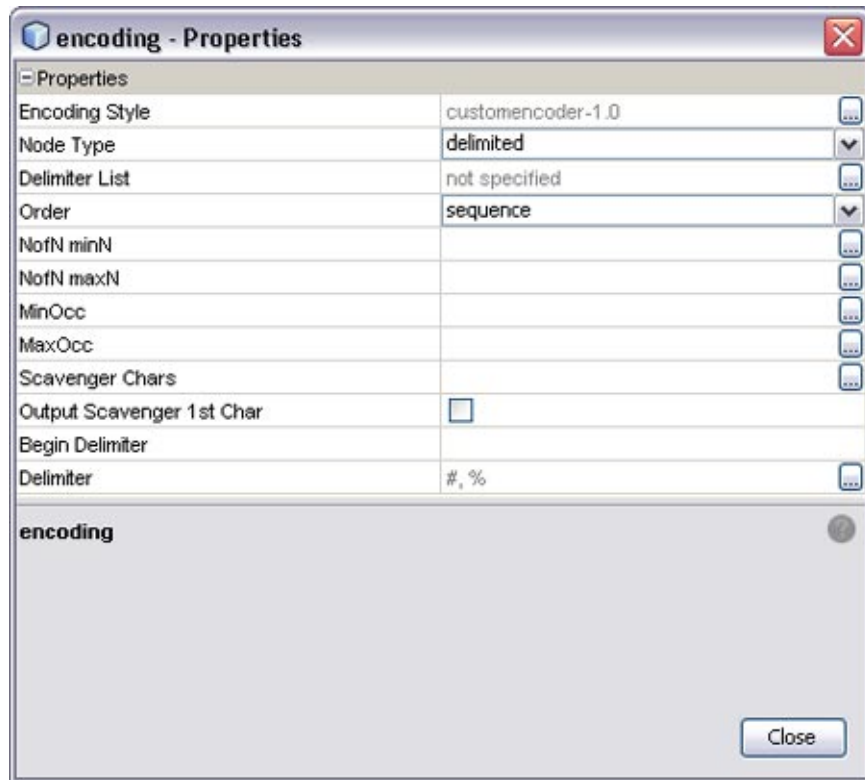 encoding - Properties
Properties
Encoding Style customencoder-1.0 ...
Node Type delimited
Delimiter List not specified ...
Order sequence
NofN minN ...
NofN maxN ...
MinOcc ...
MaxOcc ...
Scavenger Chars ...
Output Scavenger 1st Char
Begin Delimiter
Delimiter #, % ...
encoding ?
Close